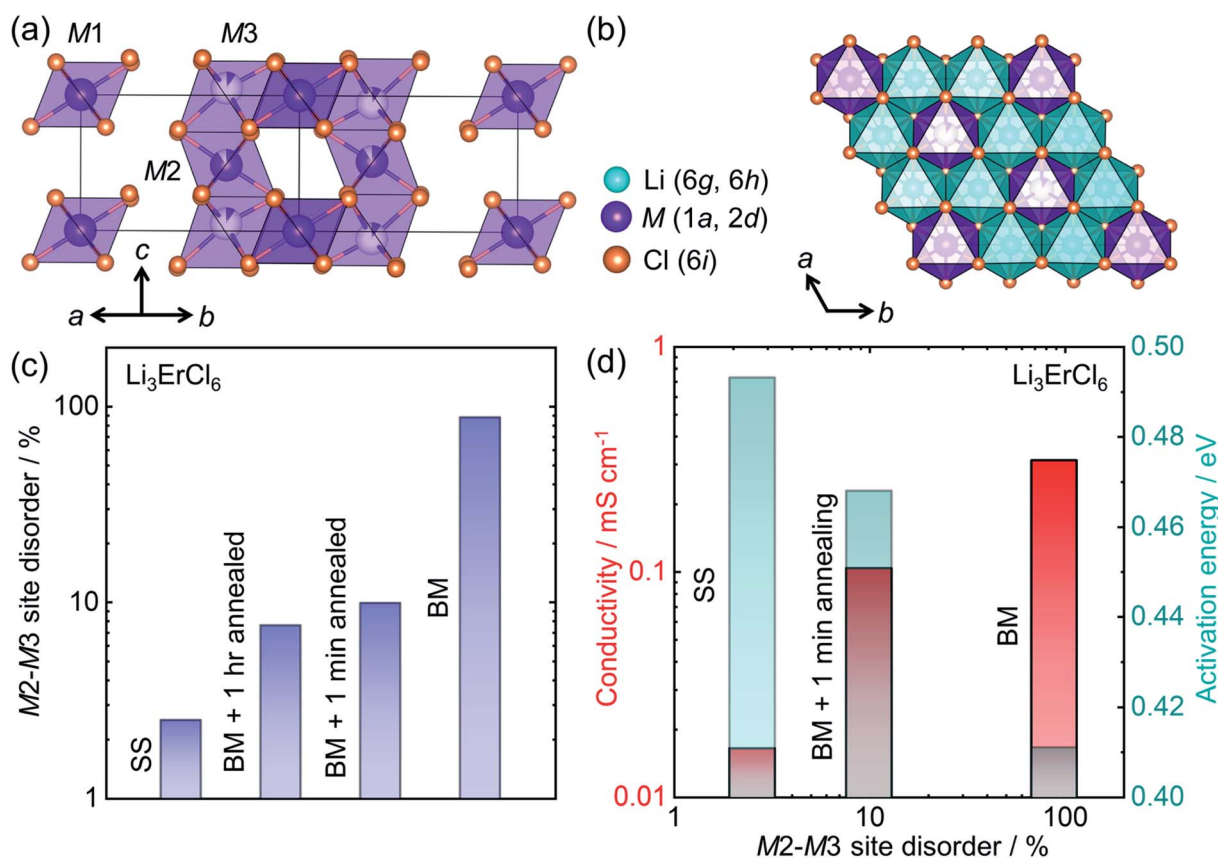 (a)
M1
M3
M2
c
a
b
(b)
Li (6g, 6h)
M (1a, 2d)
Cl (6i)
a
b
(c)
Li₃ErCl₆
M2-M3 site disorder / %
100
10
1
SS
BM + 1 hr annealed
BM + 1 min annealed
BM
(d)
Li₃ErCl₆
Conductivity / mS cm⁻¹
1
0.1
0.01
SS
BM + 1 min annealing
BM
0.50
0.48
0.46
0.44
0.42
0.40
Activation energy / eV
1
10
100
M2-M3 site disorder / %